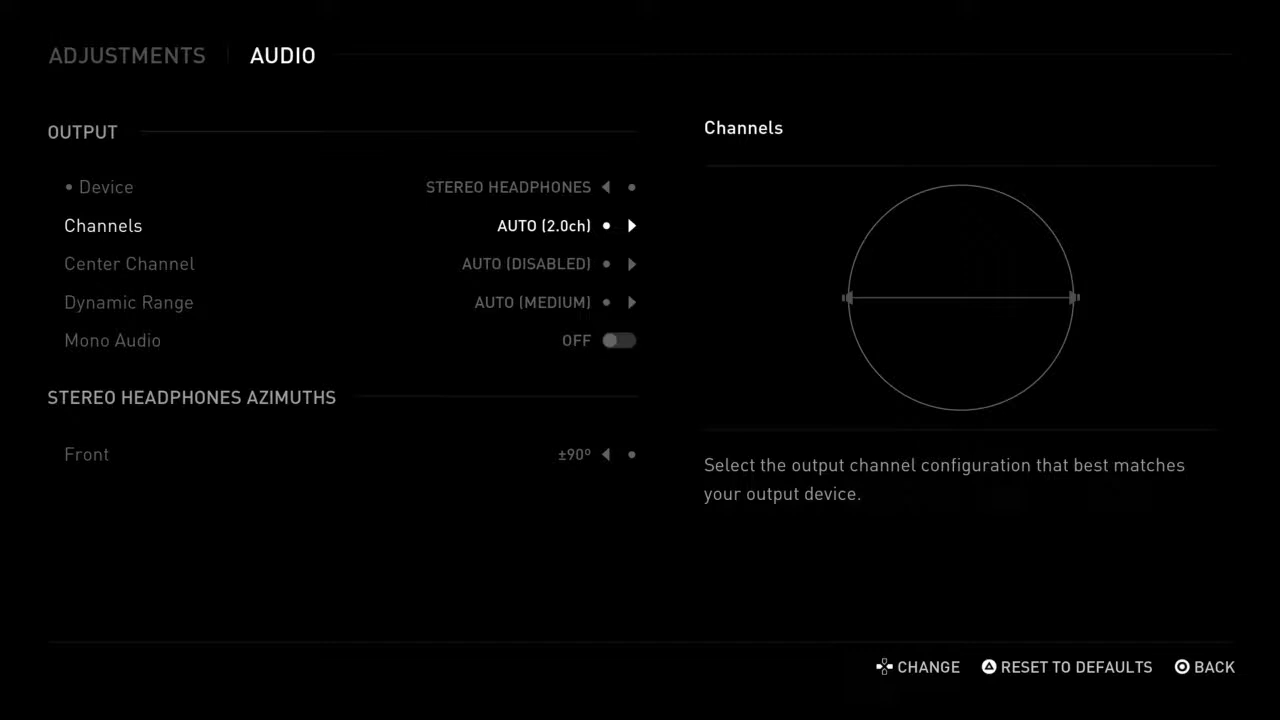 ADJUSTMENTS AUDIO
OUTPUT
• Device STEREO HEADPHONES
Channels AUTO (2.0ch)
Center Channel AUTO (DISABLED)
Dynamic Range AUTO (MEDIUM)
Mono Audio OFF
STEREO HEADPHONES AZIMUTHS
Front ±90º
Channels
Select the output channel configuration that best matches
your output device.
CHANGE RESET TO DEFAULTS BACK